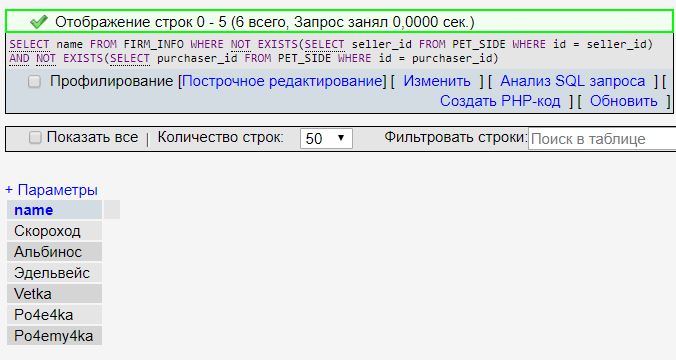 Отображение строк 0 - 5 (6 всего, Запрос занял 0,0000 сек.)
SELECT name FROM FIRM_INFO WHERE NOT EXISTS(SELECT seller_id FROM PET_SIDE WHERE id = seller_id)
AND NOT EXISTS(SELECT purchaser_id FROM PET_SIDE WHERE id = purchaser_id)
Профилирование [Построчное редактирование] [ Изменить ] [ Анализ SQL запроса ] [
Создать PHP-код ] [ Обновить ]
Показать все | Количество строк: 50 Фильтровать строки: Поиск в таблице
+ Параметры
name
Скороход
Альбинос
Эдельвейс
Vetka
Po4e4ka
Po4emy4ka